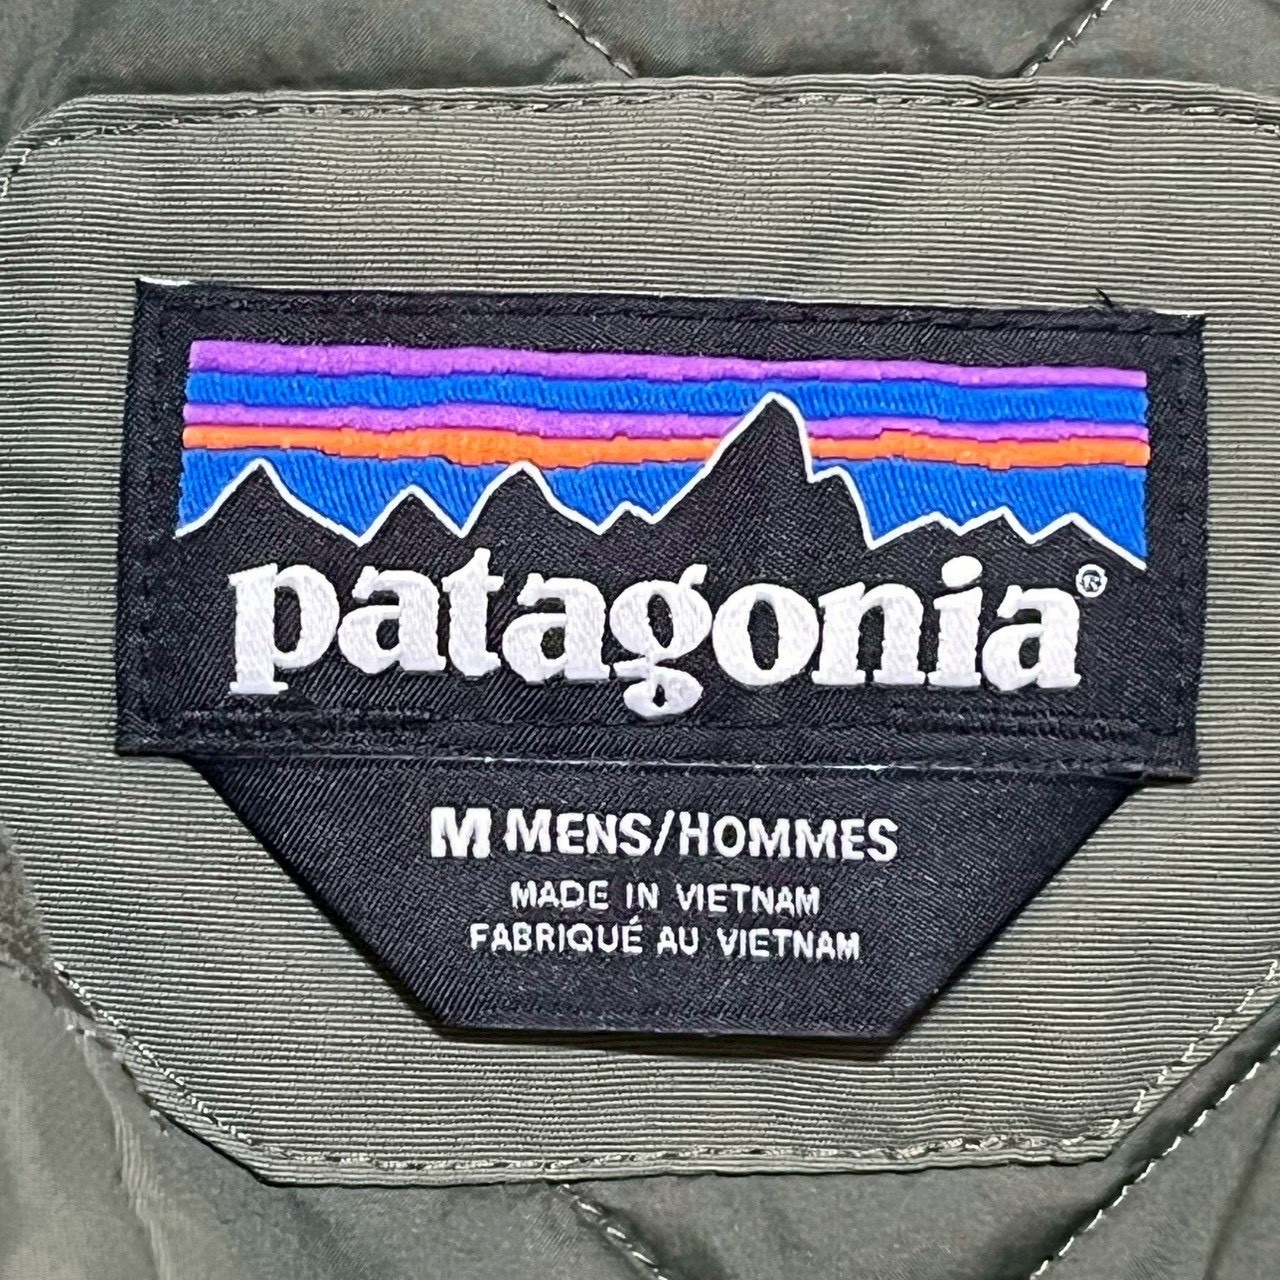 patagonia®
M MENS/HOMMES
MADE IN VIETNAM
FABRIQUÉ AU VIETNAM